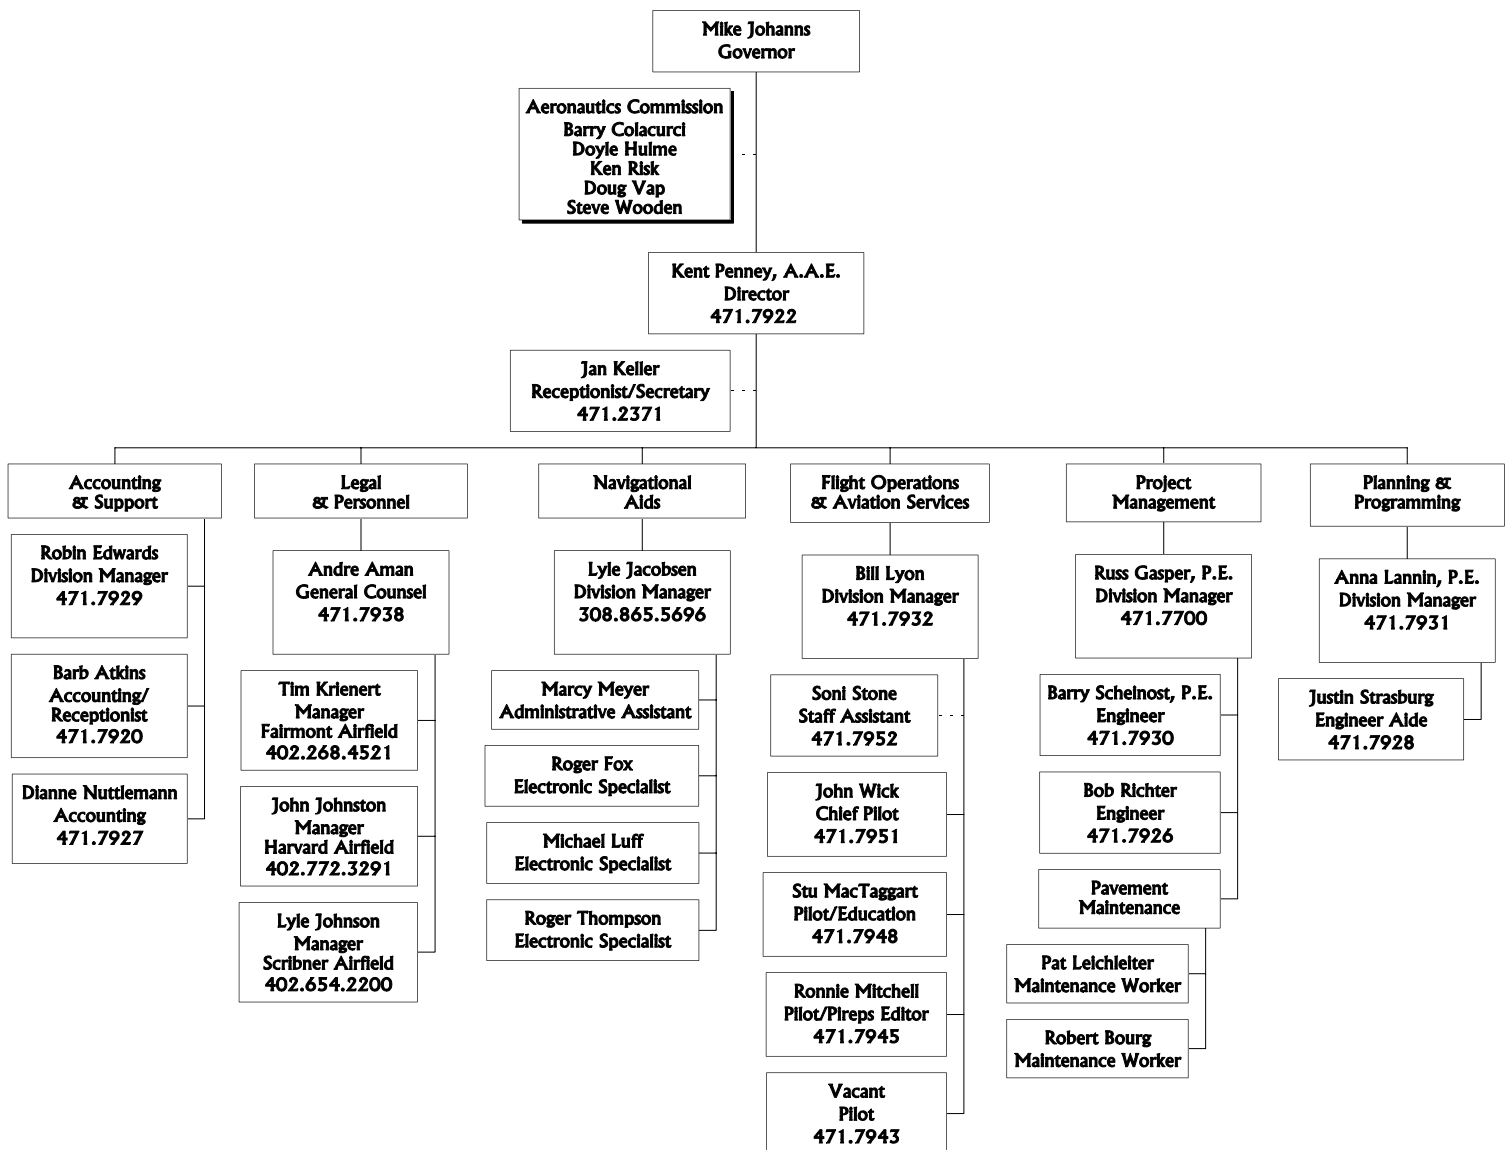 Mike Johanns
Governor
Aeronautics Commission
Barry Colacurci
Doyle Hulme
Ken Risk
Doug Vap
Steve Wooden
Kent Penney, A.A.E.
Director
471.7922
Jan Keller
Receptionist/Secretary
471.2371
Accounting
& Support
Robin Edwards
Division Manager
471.7929
Barb Atkins
Accounting/
Receptionist
471.7920
Dianne Nuttlemann
Accounting
471.7927
Legal
& Personnel
Andre Aman
General Counsel
471.7938
Tim Krienert
Manager
Fairmont Airfield
402.268.4521
John Johnston
Manager
Harvard Airfield
402.772.3291
Lyle Johnson
Manager
Scribner Airfield
402.654.2200
Navigational
Aids
Lyle Jacobsen
Division Manager
308.865.5696
Marcy Meyer
Administrative Assistant
Roger Fox
Electronic Specialist
Michael Luff
Electronic Specialist
Roger Thompson
Electronic Specialist
Flight Operations
& Aviation Services
Bill Lyon
Division Manager
471.7932
Soni Stone
Staff Assistant
471.7952
John Wick
Chief Pilot
471.7951
Stu MacTaggart
Pilot/Education
471.7948
Ronnie Mitchell
Pilot/Pireps Editor
471.7945
Vacant
Pilot
471.7943
Project
Management
Russ Gasper, P.E.
Division Manager
471.7700
Barry Scheinost, P.E.
Engineer
471.7930
Bob Richter
Engineer
471.7926
Pavement
Maintenance
Pat Leichleiter
Maintenance Worker
Robert Bourg
Maintenance Worker
Planning &
Programming
Anna Lannin, P.E.
Division Manager
471.7931
Justin Strasburg
Engineer Aide
471.7928